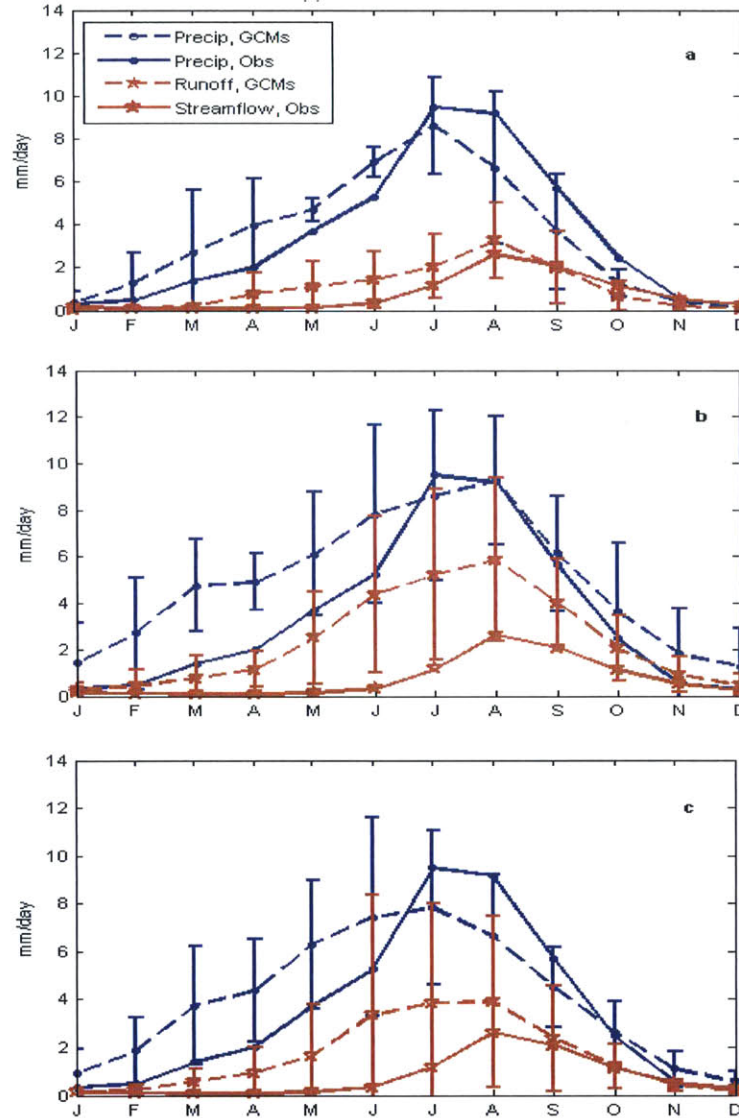 14
12
10
8
6
4
2
0
mm/day
Precip, GCMs
Precip, Obs
Runoff, GCMs
Streamflow, Obs
a
J F M A M J J A S O N D
14
12
10
8
6
4
2
0
mm/day
b
J F M A M J J A S O N D
14
12
10
8
6
4
2
0
mm/day
c
J F M A M J J A S O N D